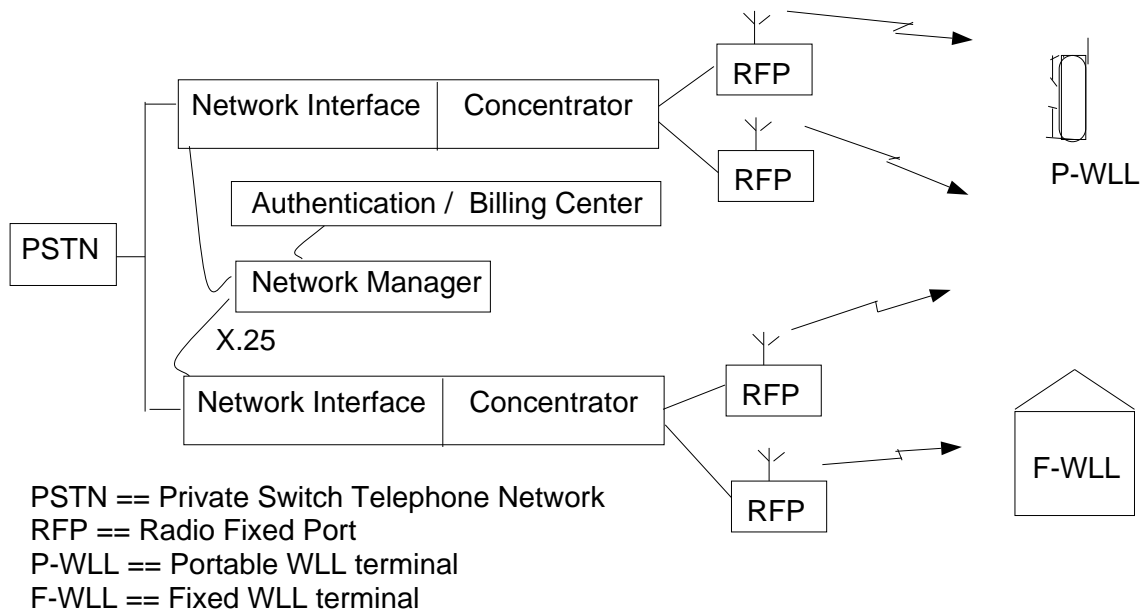 RFP
Network Interface Concentrator
RFP
P-WLL
Authentication / Billing Center
PSTN
Network Manager
X.25
RFP
Network Interface Concentrator
F-WLL
RFP
PSTN == Private Switch Telephone Network
RFP == Radio Fixed Port
P-WLL == Portable WLL terminal
F-WLL == Fixed WLL terminal